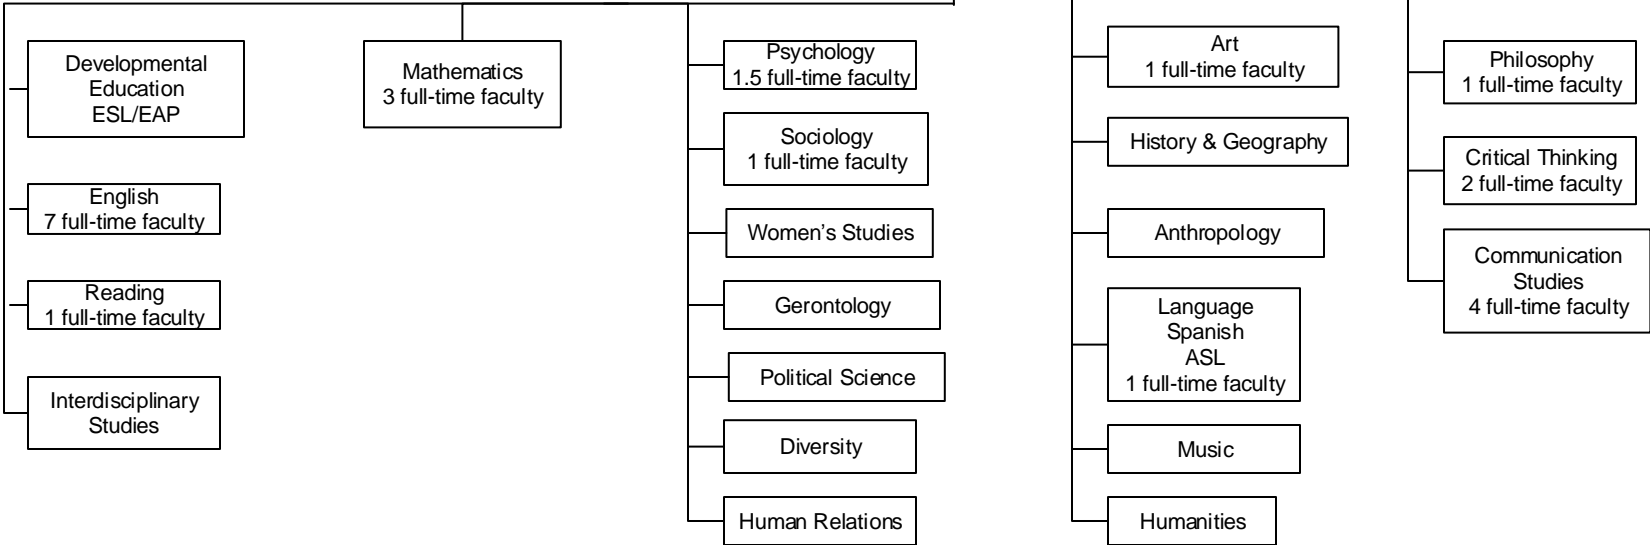 Developmental
Education
ESL/EAP
English
7 full-time faculty
Reading
1 full-time faculty
Interdisciplinary
Studies
Mathematics
3 full-time faculty
Psychology
1.5 full-time faculty
Sociology
1 full-time faculty
Women's Studies
Gerontology
Political Science
Diversity
Human Relations
Art
1 full-time faculty
History & Geography
Anthropology
Language
Spanish
ASL
1 full-time faculty
Music
Humanities
Philosophy
1 full-time faculty
Critical Thinking
2 full-time faculty
Communication
Studies
4 full-time faculty